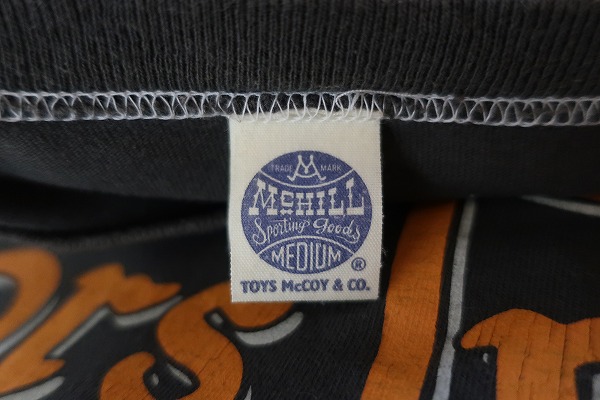 TRADE MARK
McHILL
Sporting goods
MEDIUM ®
TOYS McCOY & CO.